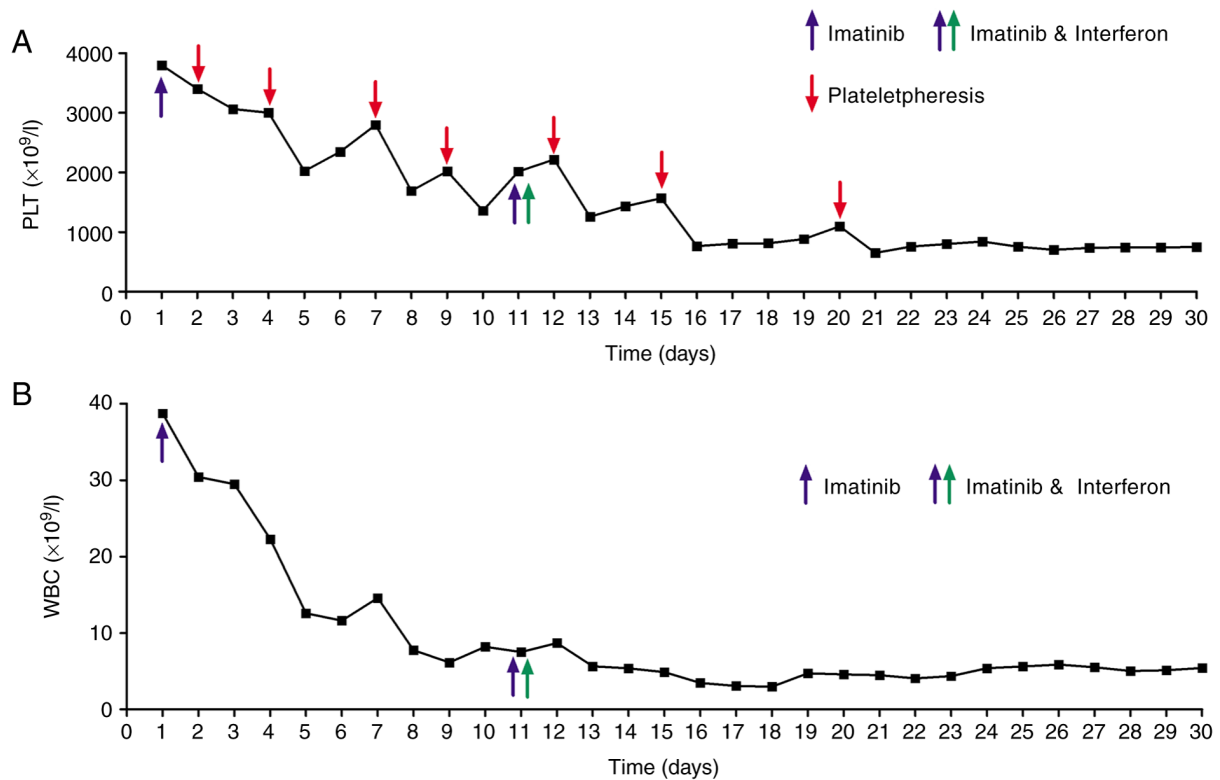 A
Imatinib
Imatinib & Interferon
Plateletpheresis
PLT (×10⁹/l)
4000
3000
2000
1000
0
0 1 2 3 4 5 6 7 8 9 10 11 12 13 14 15 16 17 18 19 20 21 22 23 24 25 26 27 28 29 30
Time (days)
B
Imatinib
Imatinib & Interferon
WBC (×10⁹/l)
40
30
20
10
0
0 1 2 3 4 5 6 7 8 9 10 11 12 13 14 15 16 17 18 19 20 21 22 23 24 25 26 27 28 29 30
Time (days)